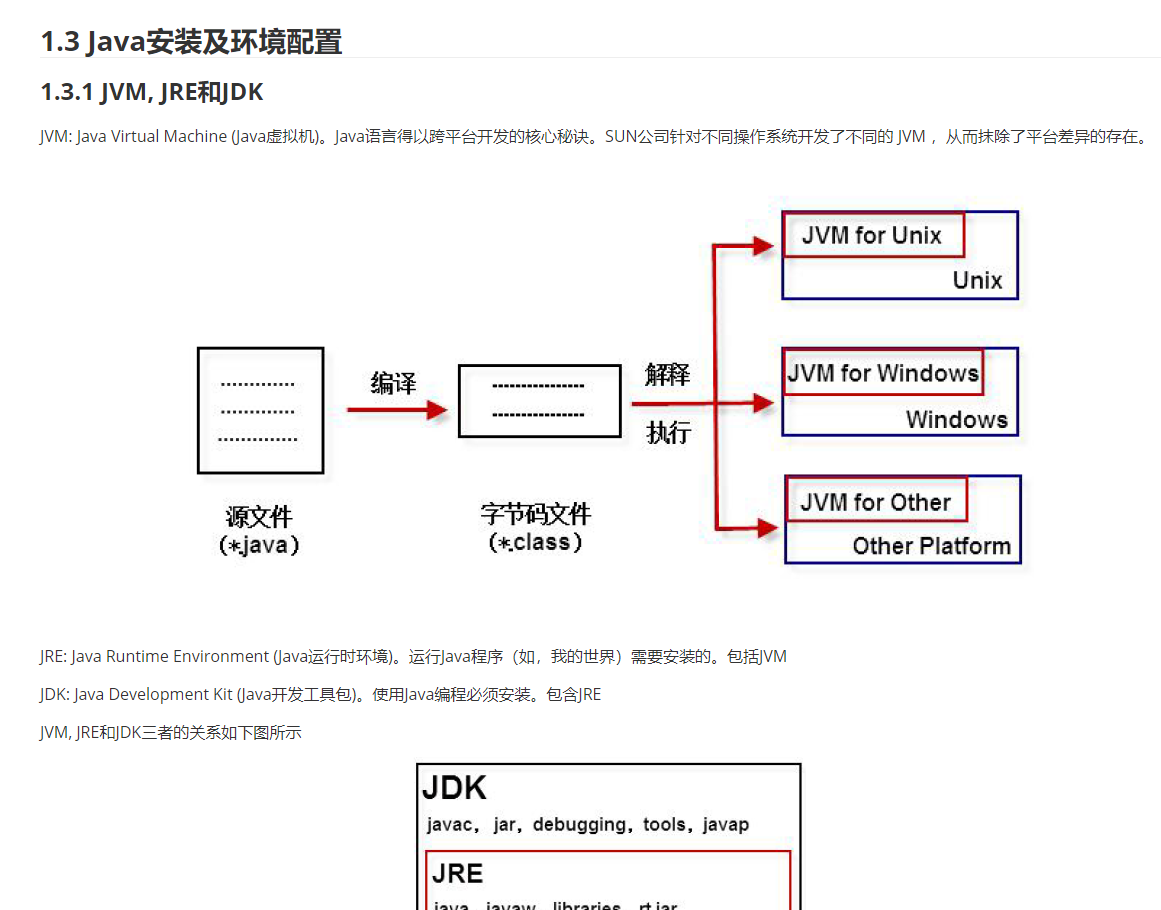 1.3 Java安装及环境配置
1.3.1 JVM, JRE和JDK
JVM: Java Virtual Machine (Java虚拟机)。Java语言得以跨平台开发的核心秘诀。SUN公司针对不同操作系统开发了不同的 JVM ，从而抹除了平台差异的存在。
JVM for Unix
Unix
编译
解释
执行
JVM for Windows
Windows
源文件
(*.java)
字节码文件
(*.class)
JVM for Other
Other Platform
JRE: Java Runtime Environment (Java运行时环境)。运行Java程序（如，我的世界）需要安装的。包括JVM
JDK: Java Development Kit (Java开发工具包)。使用Java编程必须安装。包含JRE
JVM, JRE和JDK三者的关系如下图所示
JDK
javac, jar, debugging, tools, javap
JRE
java, javaw, libraries, rt.jar